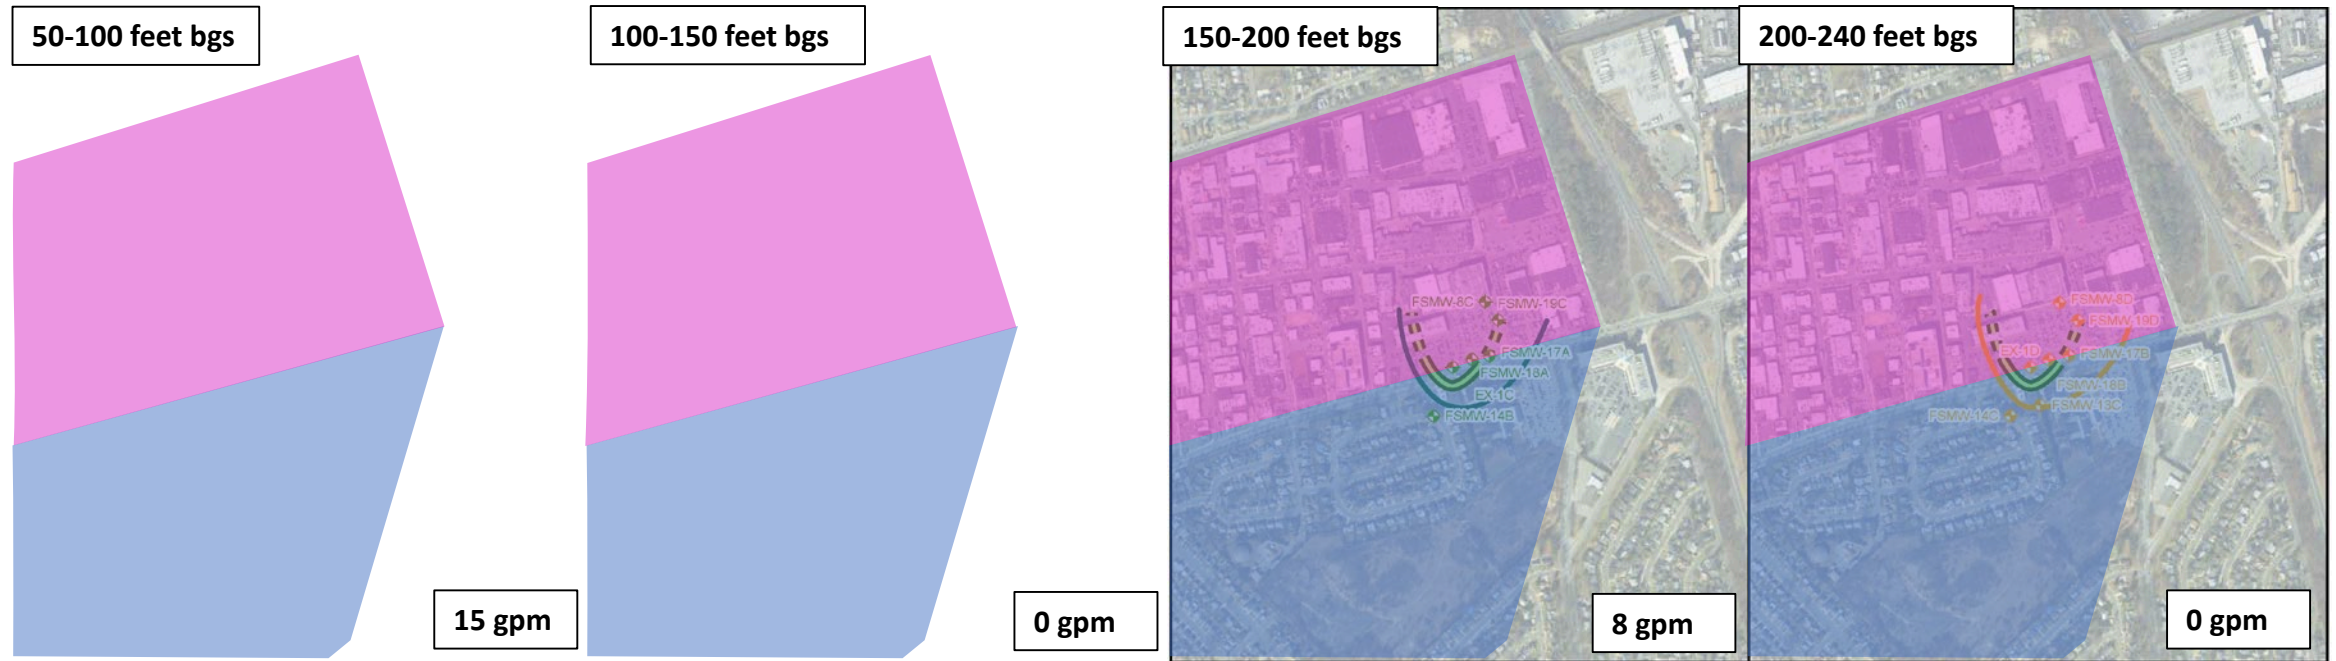 50-100 feet bgs
100-150 feet bgs
150-200 feet bgs
200-240 feet bgs
FSMW-8C
FSMW-19C
FSMW-17A
FSMW-18A
EX-1C
FSMW-14B
FSMW-8D
FSMW-19D
EX-1D
FSMW-17B
FSMW-18B
FSMW-13C
FSMW-14C
15 gpm
0 gpm
8 gpm
0 gpm